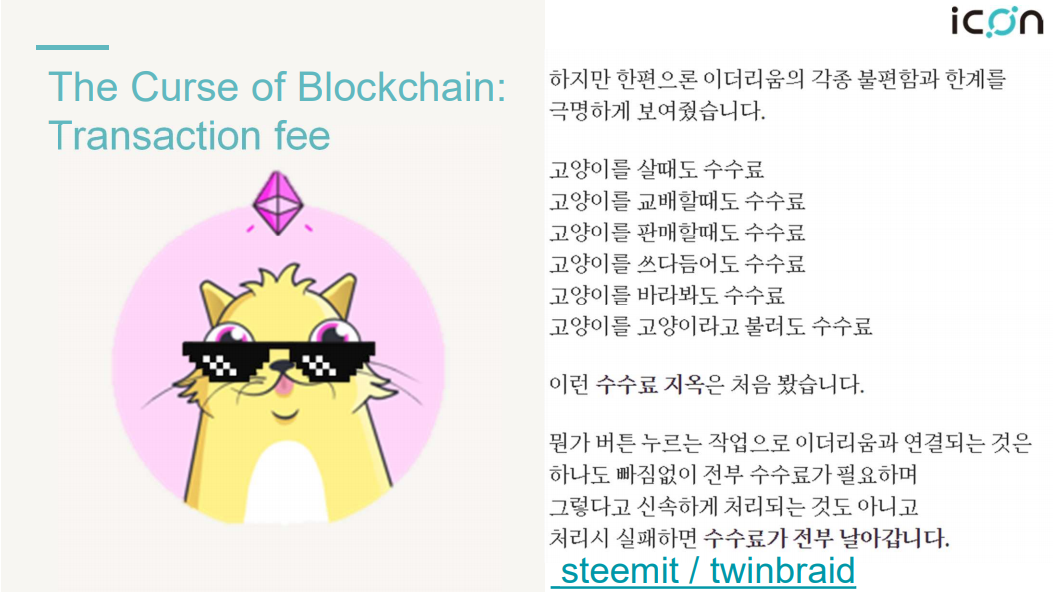 icon
The Curse of Blockchain:
Transaction fee
하지만 한편으론 이더리움의 각종 불편함과 한계를
극명하게 보여줬습니다.
고양이를 살때도 수수료
고양이를 교배할때도 수수료
고양이를 판매할때도 수수료
고양이를 쓰다듬어도 수수료
고양이를 바라봐도 수수료
고양이를 고양이라고 불러도 수수료
이런 수수료 지옥은 처음 봤습니다.
뭔가 버튼 누르는 작업으로 이더리움과 연결되는 것은
하나도 빠짐없이 전부 수수료가 필요하며
그렇다고 신속하게 처리되는 것도 아니고
처리시 실패하면 수수료가 전부 날아갑니다.
steemit / twinbraid